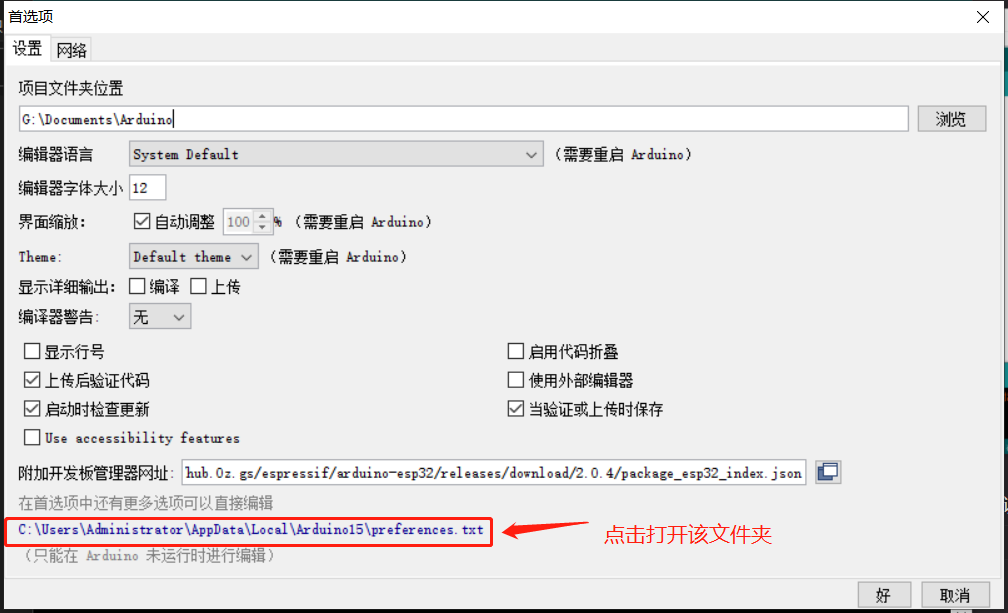 首选项
设置 网络
项目文件夹位置
G:\Documents\Arduino 浏览
编辑器语言 System Default (需要重启 Arduino)
编辑器字体大小 12
界面缩放: 自动调整 100 % (需要重启 Arduino)
Theme: Default theme (需要重启 Arduino)
显示详细输出: 编译 上传
编译器警告: 无
显示行号 启用代码折叠
上传后验证代码 使用外部编辑器
启动时检查更新 当验证或上传时保存
Use accessibility features
附加开发板管理器网址: hub.0z.gs/espressif/arduino-esp32/releases/download/2.0.4/package_esp32_index.json
在首选项中还有更多选项可以直接编辑
C:\Users\Administrator\AppData\Local\Arduino15\preferences.txt 点击打开该文件夹
(只能在 Arduino 未运行时进行编辑)
好 取消